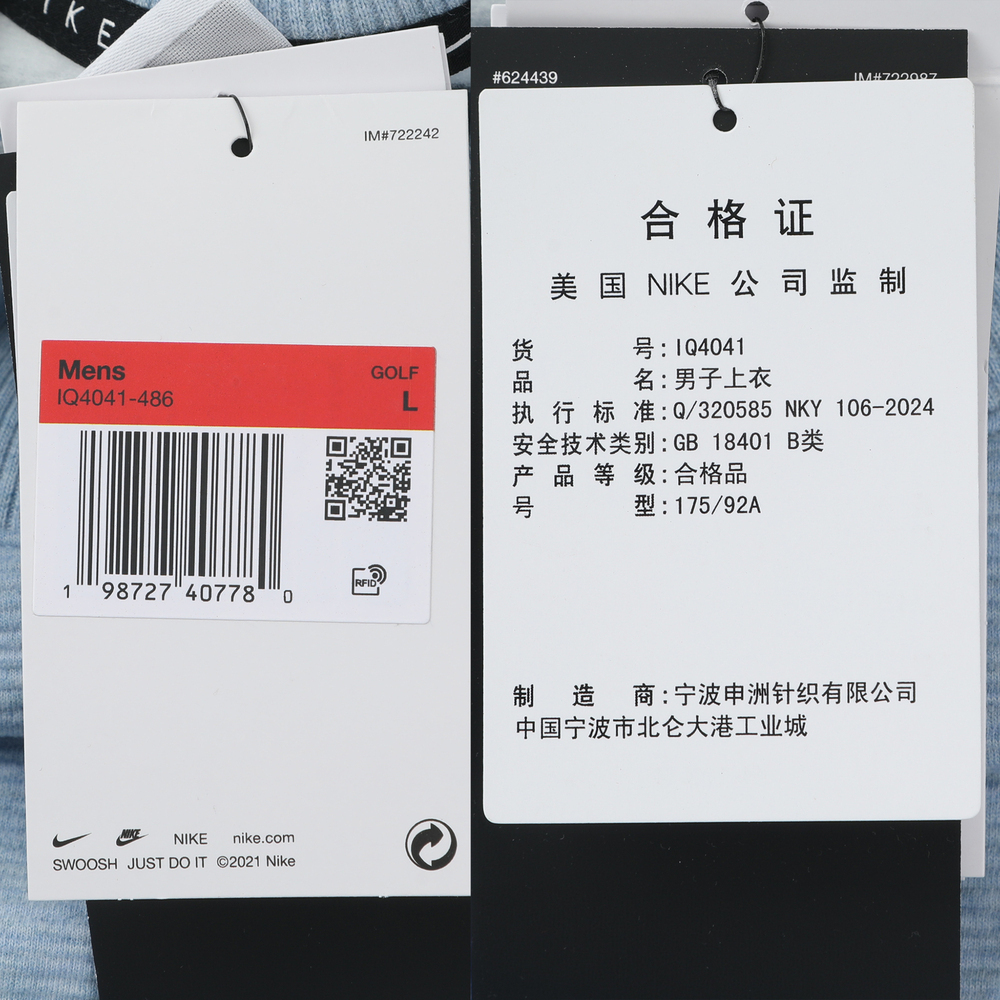 NIKE
IM#722242
Mens
GOLF
IQ4041-486
L
1 98727 40778 0
RFID
NIKE nike.com
SWOOSH JUST DO IT ©2021 Nike
#624439
IM#722987
合格证
美国NIKE公司监制
货号:IQ4041
品名:男子上衣
执行标准:Q/320585 NKY 106-2024
安全技术类别:GB 18401 B类
产品等级:合格品
号型:175/92A
制造商:宁波申洲针织有限公司
中国宁波市北仑大港工业城